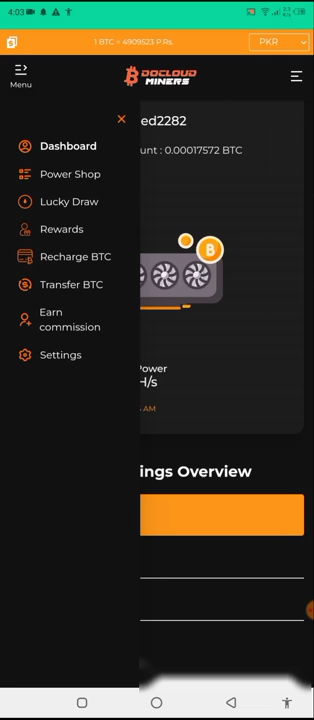 4:03
1 BTC = 4909523 P.Rs.
PKR
Menu
DOCLOUD
MINERS
ed2282
unt : 0.00017572 BTC
Dashboard
Power Shop
Lucky Draw
Rewards
Recharge BTC
Transfer BTC
Earn
commission
Settings
Power
H/s
AM
ings Overview